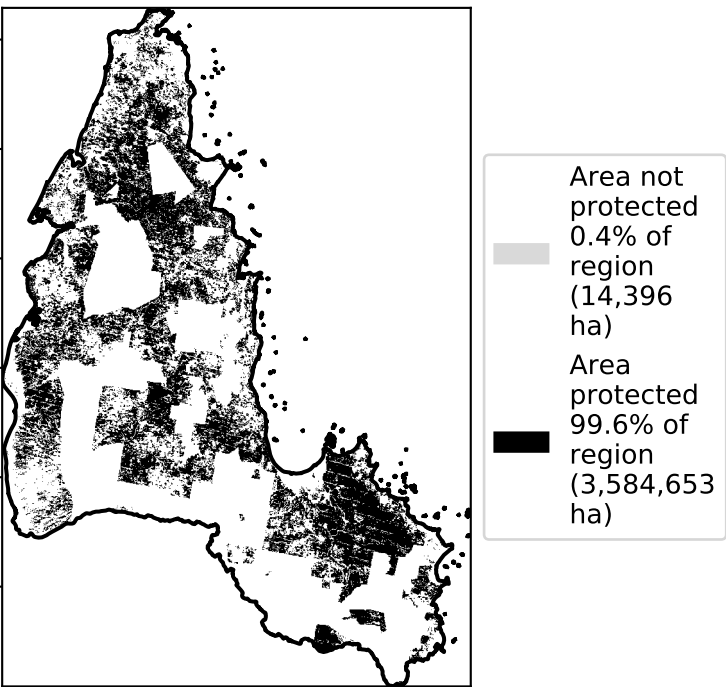 Area not
protected
0.4% of
region
(14,396
ha)
Area
protected
99.6% of
region
(3,584,653
ha)